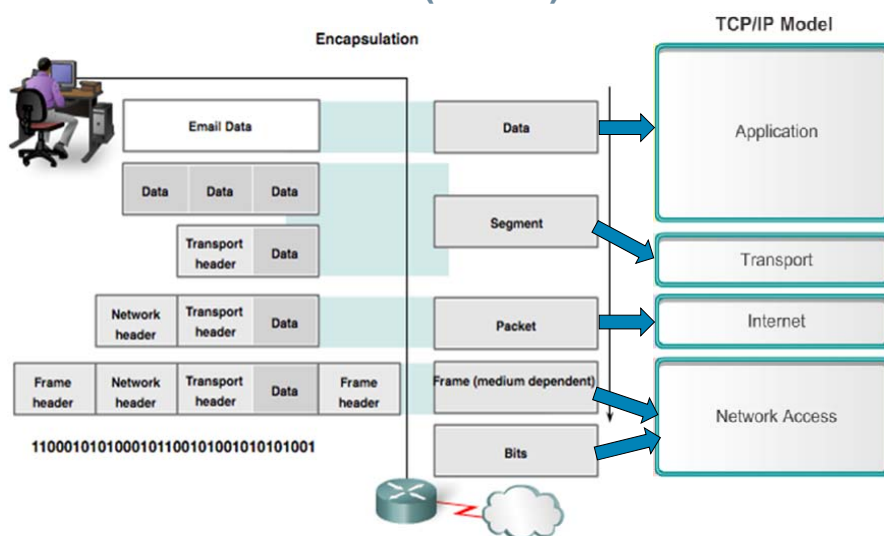 TCP/IP Model
Encapsulation
Email Data
Data
Application
Data Data Data
Segment
Transport header Data
Transport
Network header Transport header Data
Packet
Internet
Frame header Network header Transport header Data Frame header
Frame (medium dependent)
Network Access
1100010101000101100101001010101001
Bits